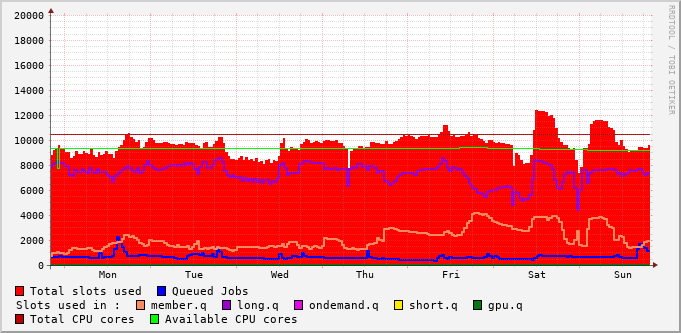 20000
18000
16000
14000
12000
10000
8000
6000
4000
2000
0
Mon Tue Wed Thu Fri Sat Sun
RRDTOOL / TOBI OETIKER
Total slots used Queued Jobs
Slots used in : member.q long.q ondemand.q short.q gpu.q
Total CPU cores Available CPU cores